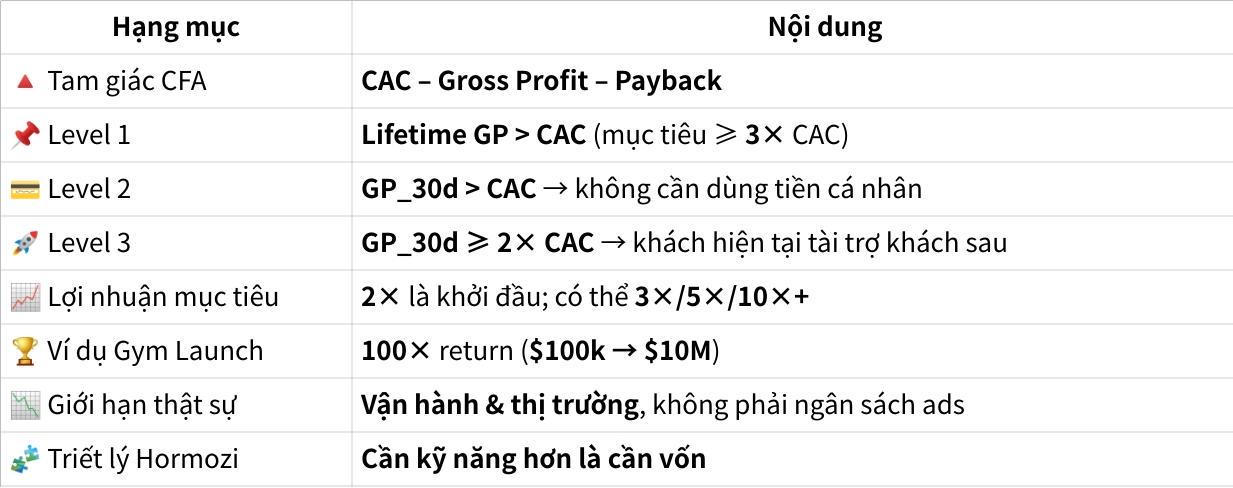 Hạng mục Nội dung
🔺 Tam giác CFA CAC – Gross Profit – Payback
📌 Level 1 Lifetime GP > CAC (mục tiêu ⩾ 3× CAC)
💳 Level 2 GP_30d > CAC → không cần dùng tiền cá nhân
🚀 Level 3 GP_30d ⩾ 2× CAC → khách hiện tại tài trợ khách sau
📈 Lợi nhuận mục tiêu 2× là khởi đầu; có thể 3×/5×/10×+
🏆 Ví dụ Gym Launch 100× return ($100k → $10M)
📉 Giới hạn thật sự Vận hành & thị trường, không phải ngân sách ads
🧩 Triết lý Hormozi Cần kỹ năng hơn là cần vốn